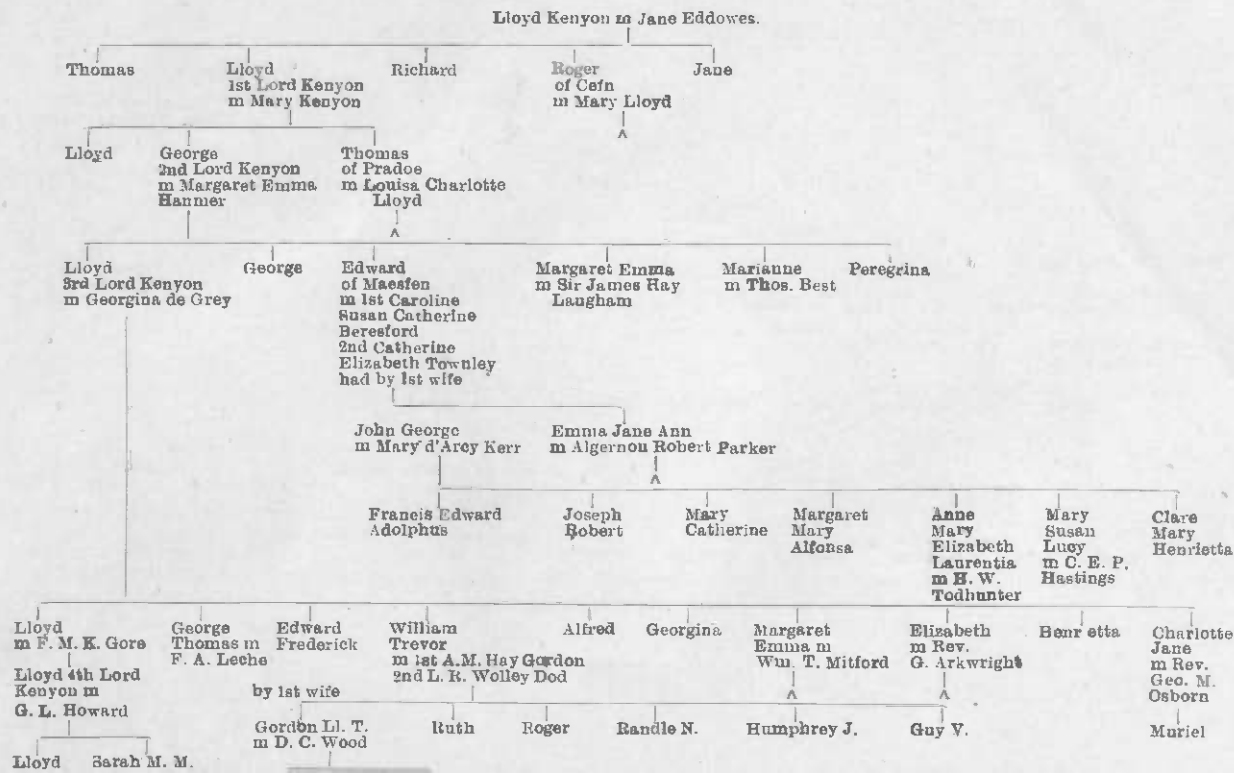 Lloyd Kenyon m Jane Eddowes.
Thomas
Lloyd
1st Lord Kenyon
m Mary Kenyon
Richard
Roger
of Cefn
m Mary Lloyd
Jane
Lloyd
George
2nd Lord Kenyon
m Margaret Emma
Hanmer
Thomas
of Pradoe
m Louisa Charlotte
Lloyd
Lloyd
3rd Lord Kenyon
m Georgina de Grey
George
Edward
of Maesfen
m 1st Caroline
Susan Catherine
Beresford
2nd Catherine
Elizabeth Townley
had by 1st wife
Margaret Emma
m Sir James Hay
Langham
Marianne
m Thos. Best
Peregrina
John George
m Mary d'Arcy Kerr
Emma Jane Ann
m Algernon Robert Parker
Francis Edward
Adolphus
Joseph
Robert
Mary
Catherine
Margaret
Mary
Alfonsa
Anne
Mary
Elizabeth
Laurentia
m H. W.
Todhunter
Mary
Susan
Lucy
m C. E. P.
Hastings
Clare
Mary
Henrietta
Lloyd
m F. M. K. Gore
Lloyd 4th Lord
Kenyon m
G. L. Howard
Lloyd
Sarah M. M.
George
Thomas m
F. A. Leche
Edward
Frederick
William
Trevor
m 1st A.M. Hay Gordon
2nd L. R. Wolley Dod
by 1st wife
Alfred
Georgina
Margaret
Emma m
Wm. T. Mitford
Elizabeth
m Rev.
G. Arkwright
Henr etta
Charlotte
Jane
m Rev.
Geo. M.
Osborn
Gordon Ll. T.
m D. C. Wood
Ruth
Roger
Randle N.
Humphrey J.
Guy V.
Muriel